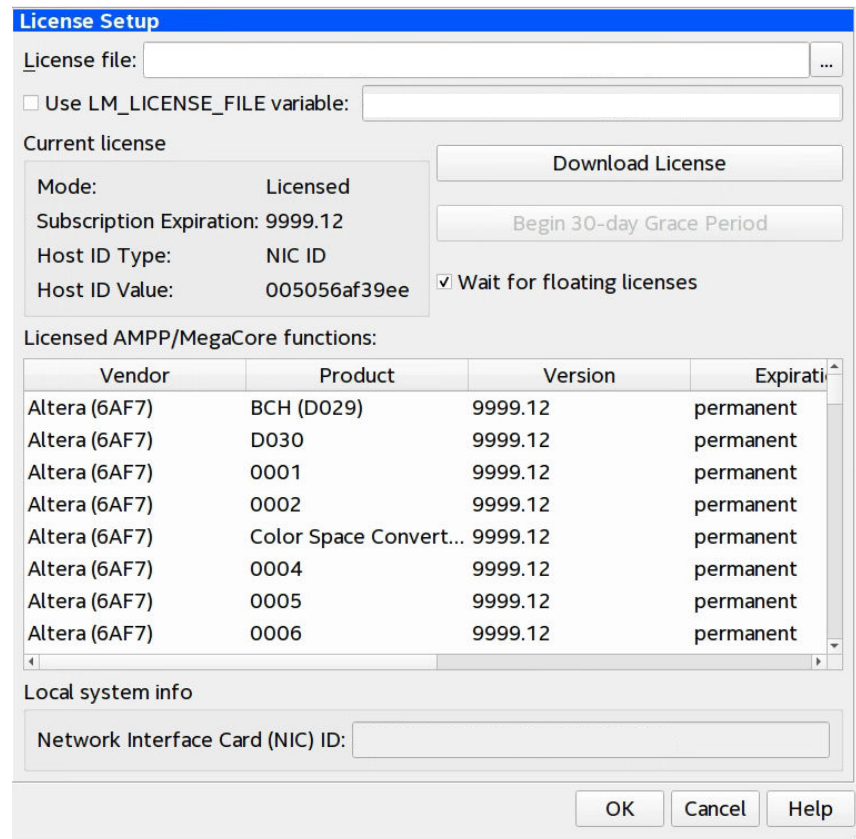 License Setup
License file: ...
Use LM_LICENSE_FILE variable:
Current license
Download License
Mode: Licensed
Subscription Expiration: 9999.12
Begin 30-day Grace Period
Host ID Type: NIC ID
Host ID Value: 005056af39ee
Wait for floating licenses
Licensed AMPP/MegaCore functions:
Vendor Product Version Expirati
Altera (6AF7) BCH (D029) 9999.12 permanent
Altera (6AF7) D030 9999.12 permanent
Altera (6AF7) 0001 9999.12 permanent
Altera (6AF7) 0002 9999.12 permanent
Altera (6AF7) Color Space Convert... 9999.12 permanent
Altera (6AF7) 0004 9999.12 permanent
Altera (6AF7) 0005 9999.12 permanent
Altera (6AF7) 0006 9999.12 permanent
Local system info
Network Interface Card (NIC) ID:
OK Cancel Help